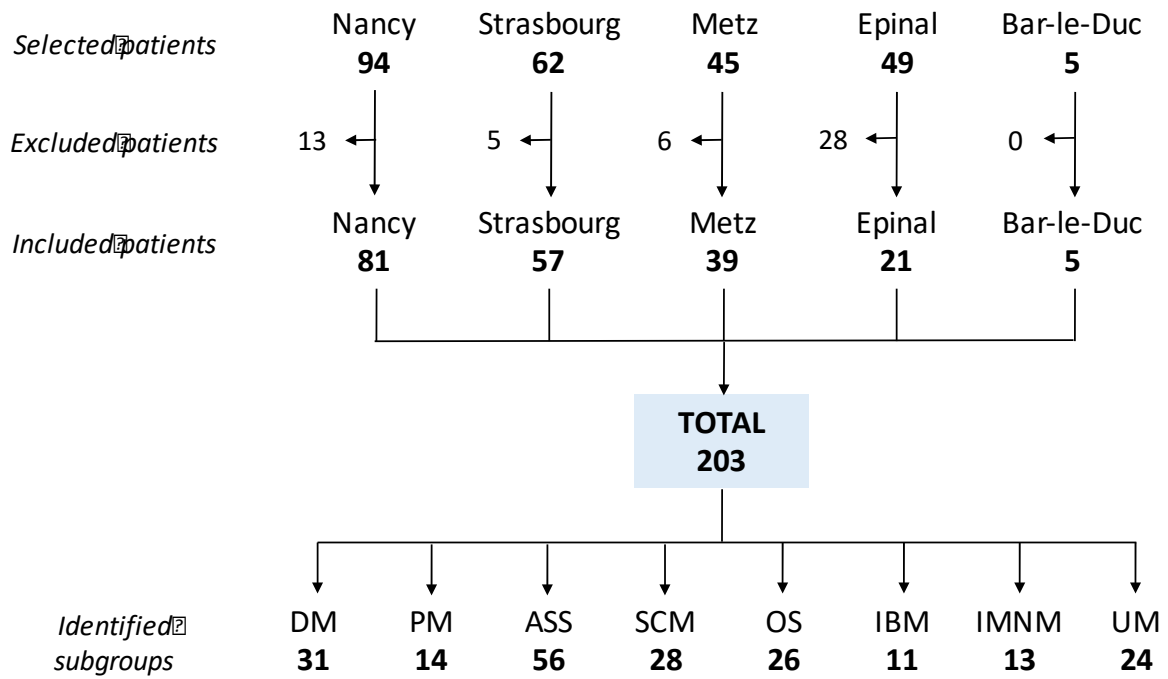 Nancy Strasbourg Metz Epinal Bar-le-Duc
Selected patients
94 62 45 49 5
Excluded patients
13 5 6 28 0
Nancy Strasbourg Metz Epinal Bar-le-Duc
Included patients
81 57 39 21 5
TOTAL
203
Identified DM PM ASS SCM OS IBM IMNM UM
subgroups 31 14 56 28 26 11 13 24